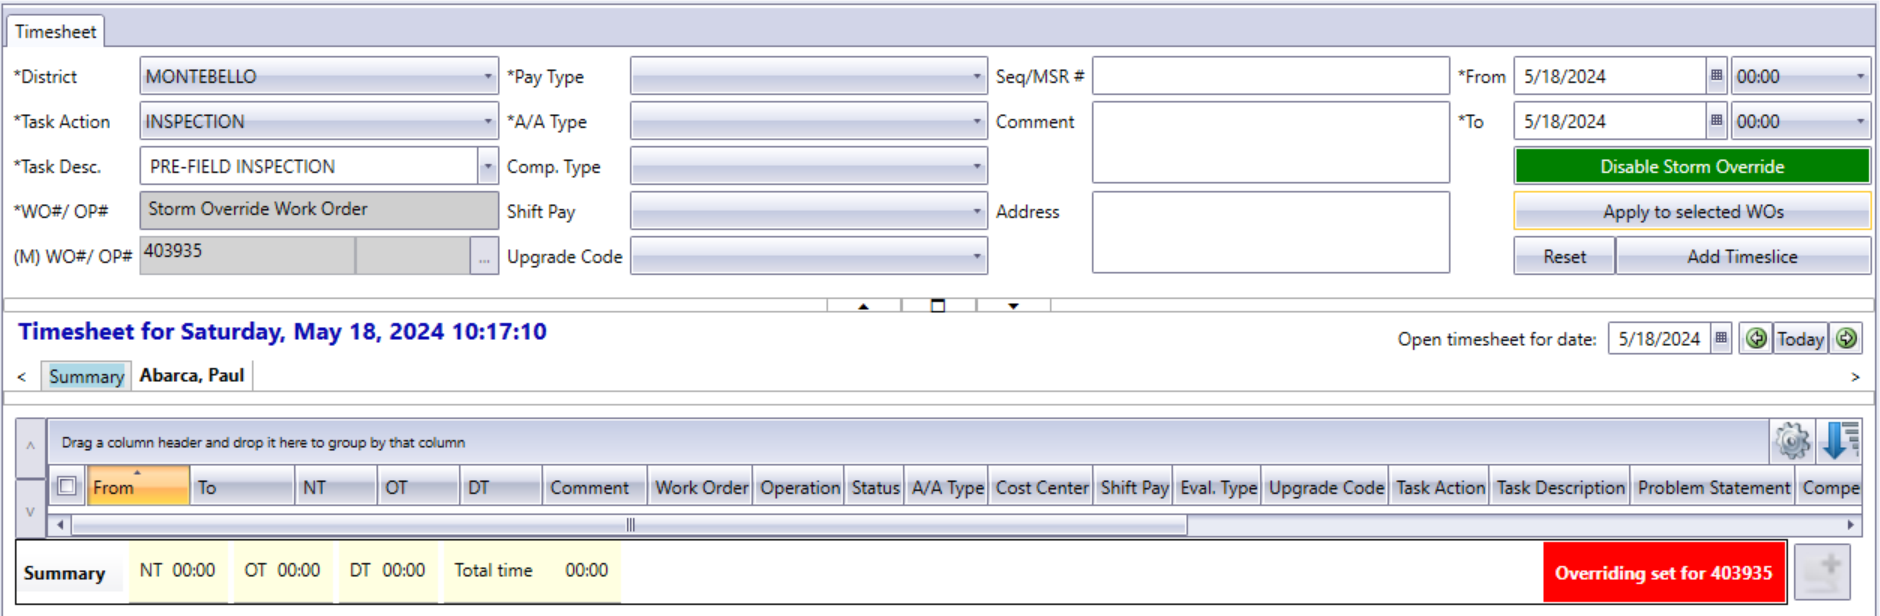 Timesheet
*District MONTEBELLO *Pay Type Seq/MSR # *From 5/18/2024 00:00
*Task Action INSPECTION *A/A Type Comment *To 5/18/2024 00:00
*Task Desc. PRE-FIELD INSPECTION Comp. Type Disable Storm Override
*WO#/ OP# Storm Override Work Order Shift Pay Address Apply to selected WOs
(M) WO#/ OP# 403935 ... Upgrade Code Reset Add Timeslice
Timesheet for Saturday, May 18, 2024 10:17:10
Open timesheet for date: 5/18/2024 Today
< Summary Abarca, Paul >
Drag a column header and drop it here to group by that column
From To NT OT DT Comment Work Order Operation Status A/A Type Cost Center Shift Pay Eval. Type Upgrade Code Task Action Task Description Problem Statement Compe
Summary NT 00:00 OT 00:00 DT 00:00 Total time 00:00 Overriding set for 403935